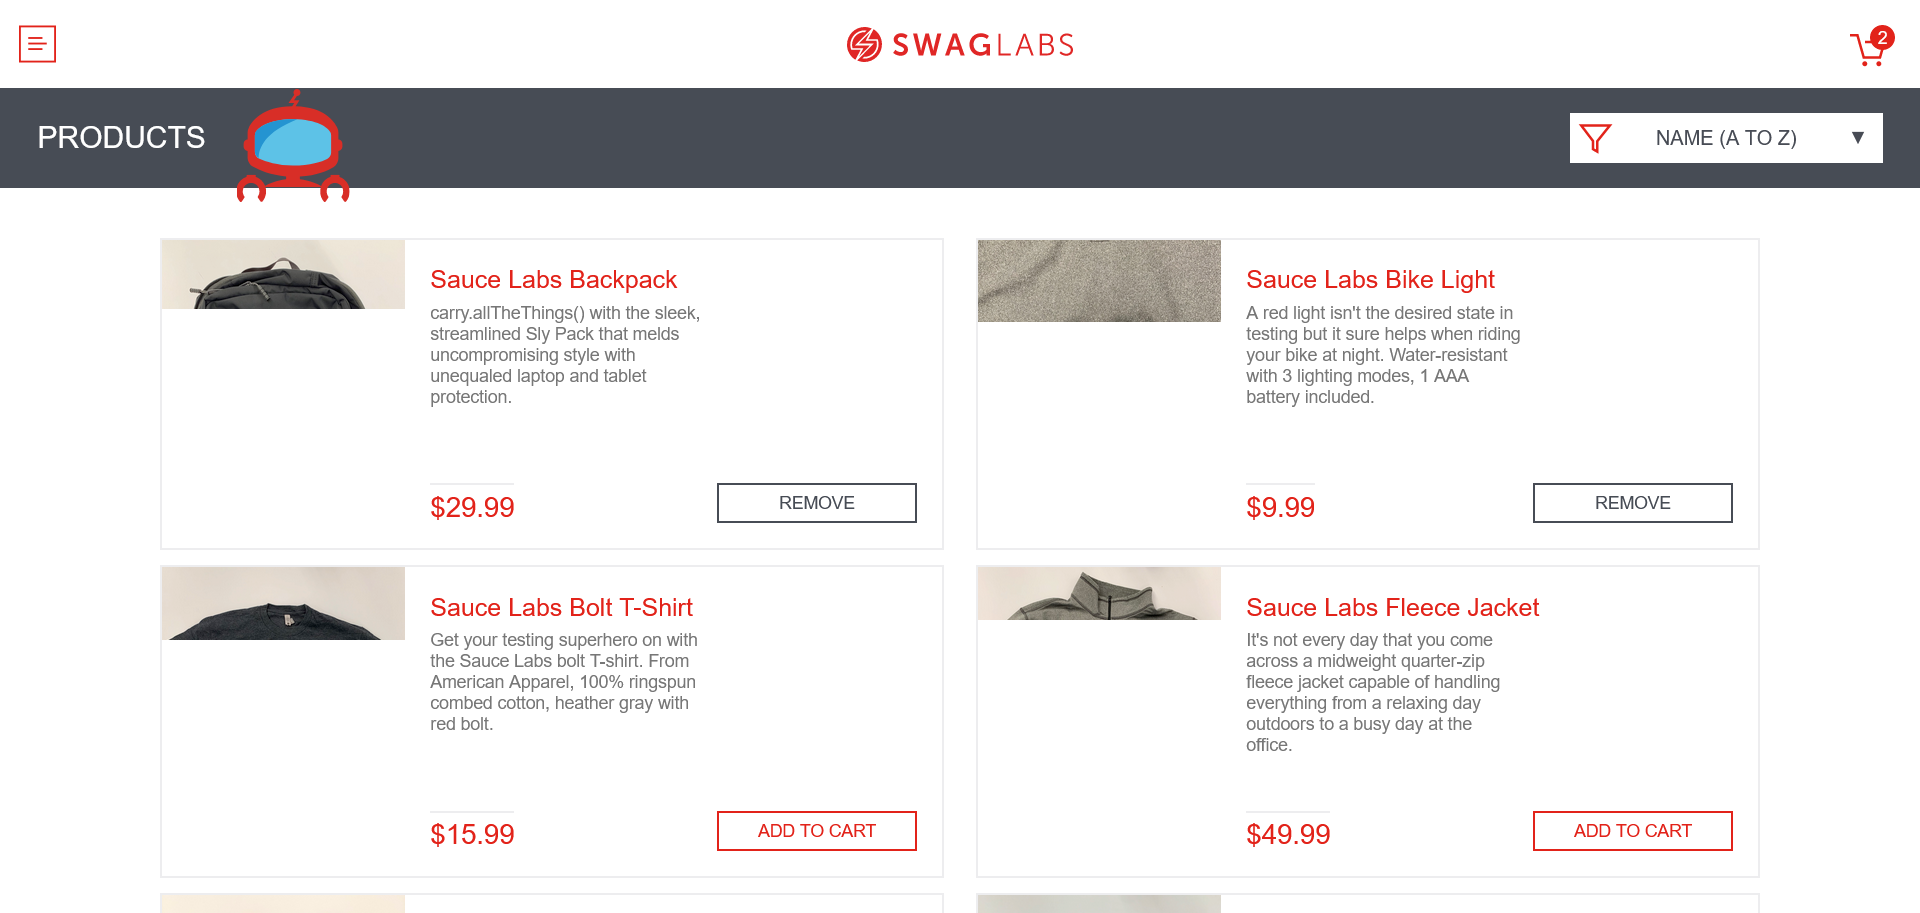 SWAGLABS
2
PRODUCTS
NAME (A TO Z)
Sauce Labs Backpack
carry.allTheThings() with the sleek,
streamlined Sly Pack that melds
uncompromising style with
unequaled laptop and tablet
protection.
$29.99
REMOVE
Sauce Labs Bike Light
A red light isn't the desired state in
testing but it sure helps when riding
your bike at night. Water-resistant
with 3 lighting modes, 1 AAA
battery included.
$9.99
REMOVE
Sauce Labs Bolt T-Shirt
Get your testing superhero on with
the Sauce Labs bolt T-shirt. From
American Apparel, 100% ringspun
combed cotton, heather gray with
red bolt.
$15.99
ADD TO CART
Sauce Labs Fleece Jacket
It's not every day that you come
across a midweight quarter-zip
fleece jacket capable of handling
everything from a relaxing day
outdoors to a busy day at the
office.
$49.99
ADD TO CART